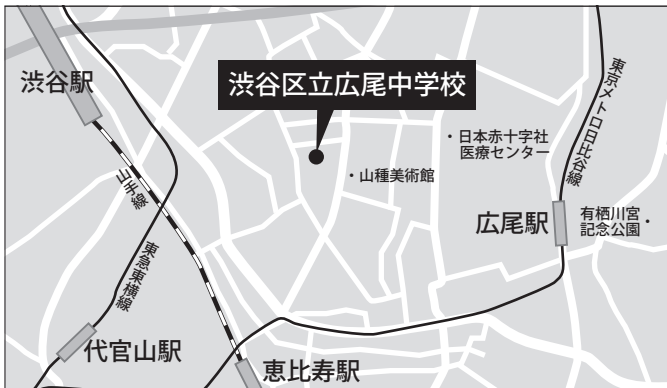 渋谷駅
渋谷区立広尾中学校
東京メトロ日比谷線
・日本赤十字社
医療センター
・山種美術館
山手線
広尾駅
有栖川宮
記念公園・
東急東横線
代官山駅
恵比寿駅